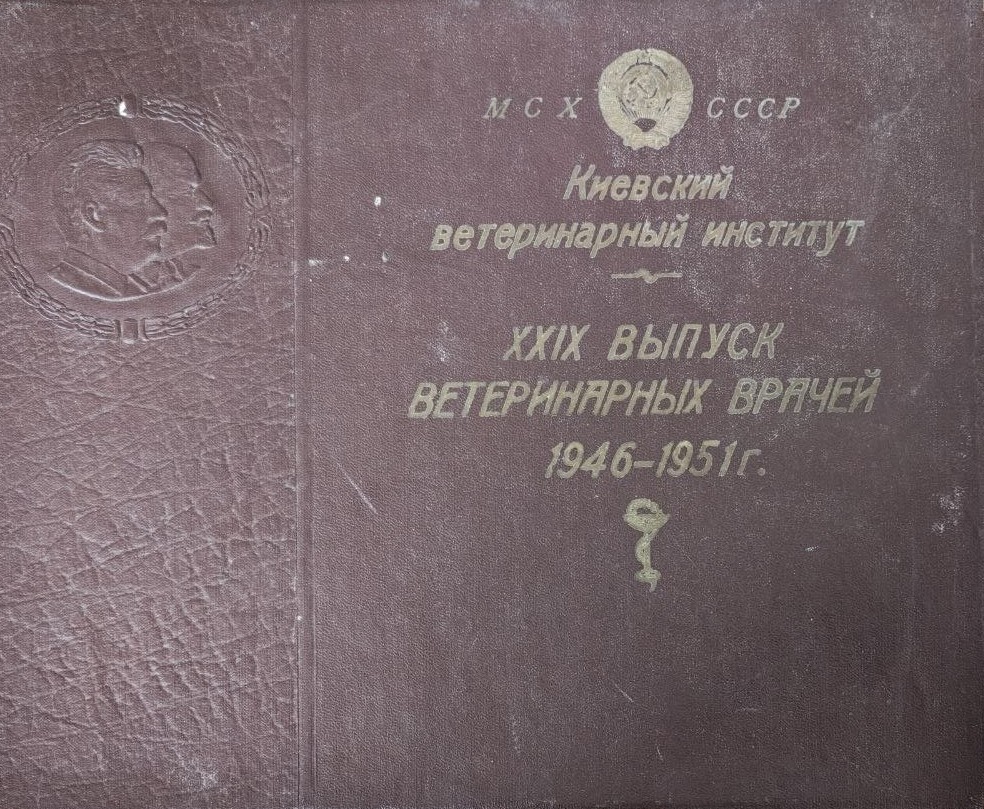 МСХ СССР
Киевский
ветеринарный институт
XXIX ВЫПУСК
ВЕТЕРИНАРНЫХ ВРАЧЕЙ
1946-1951г.